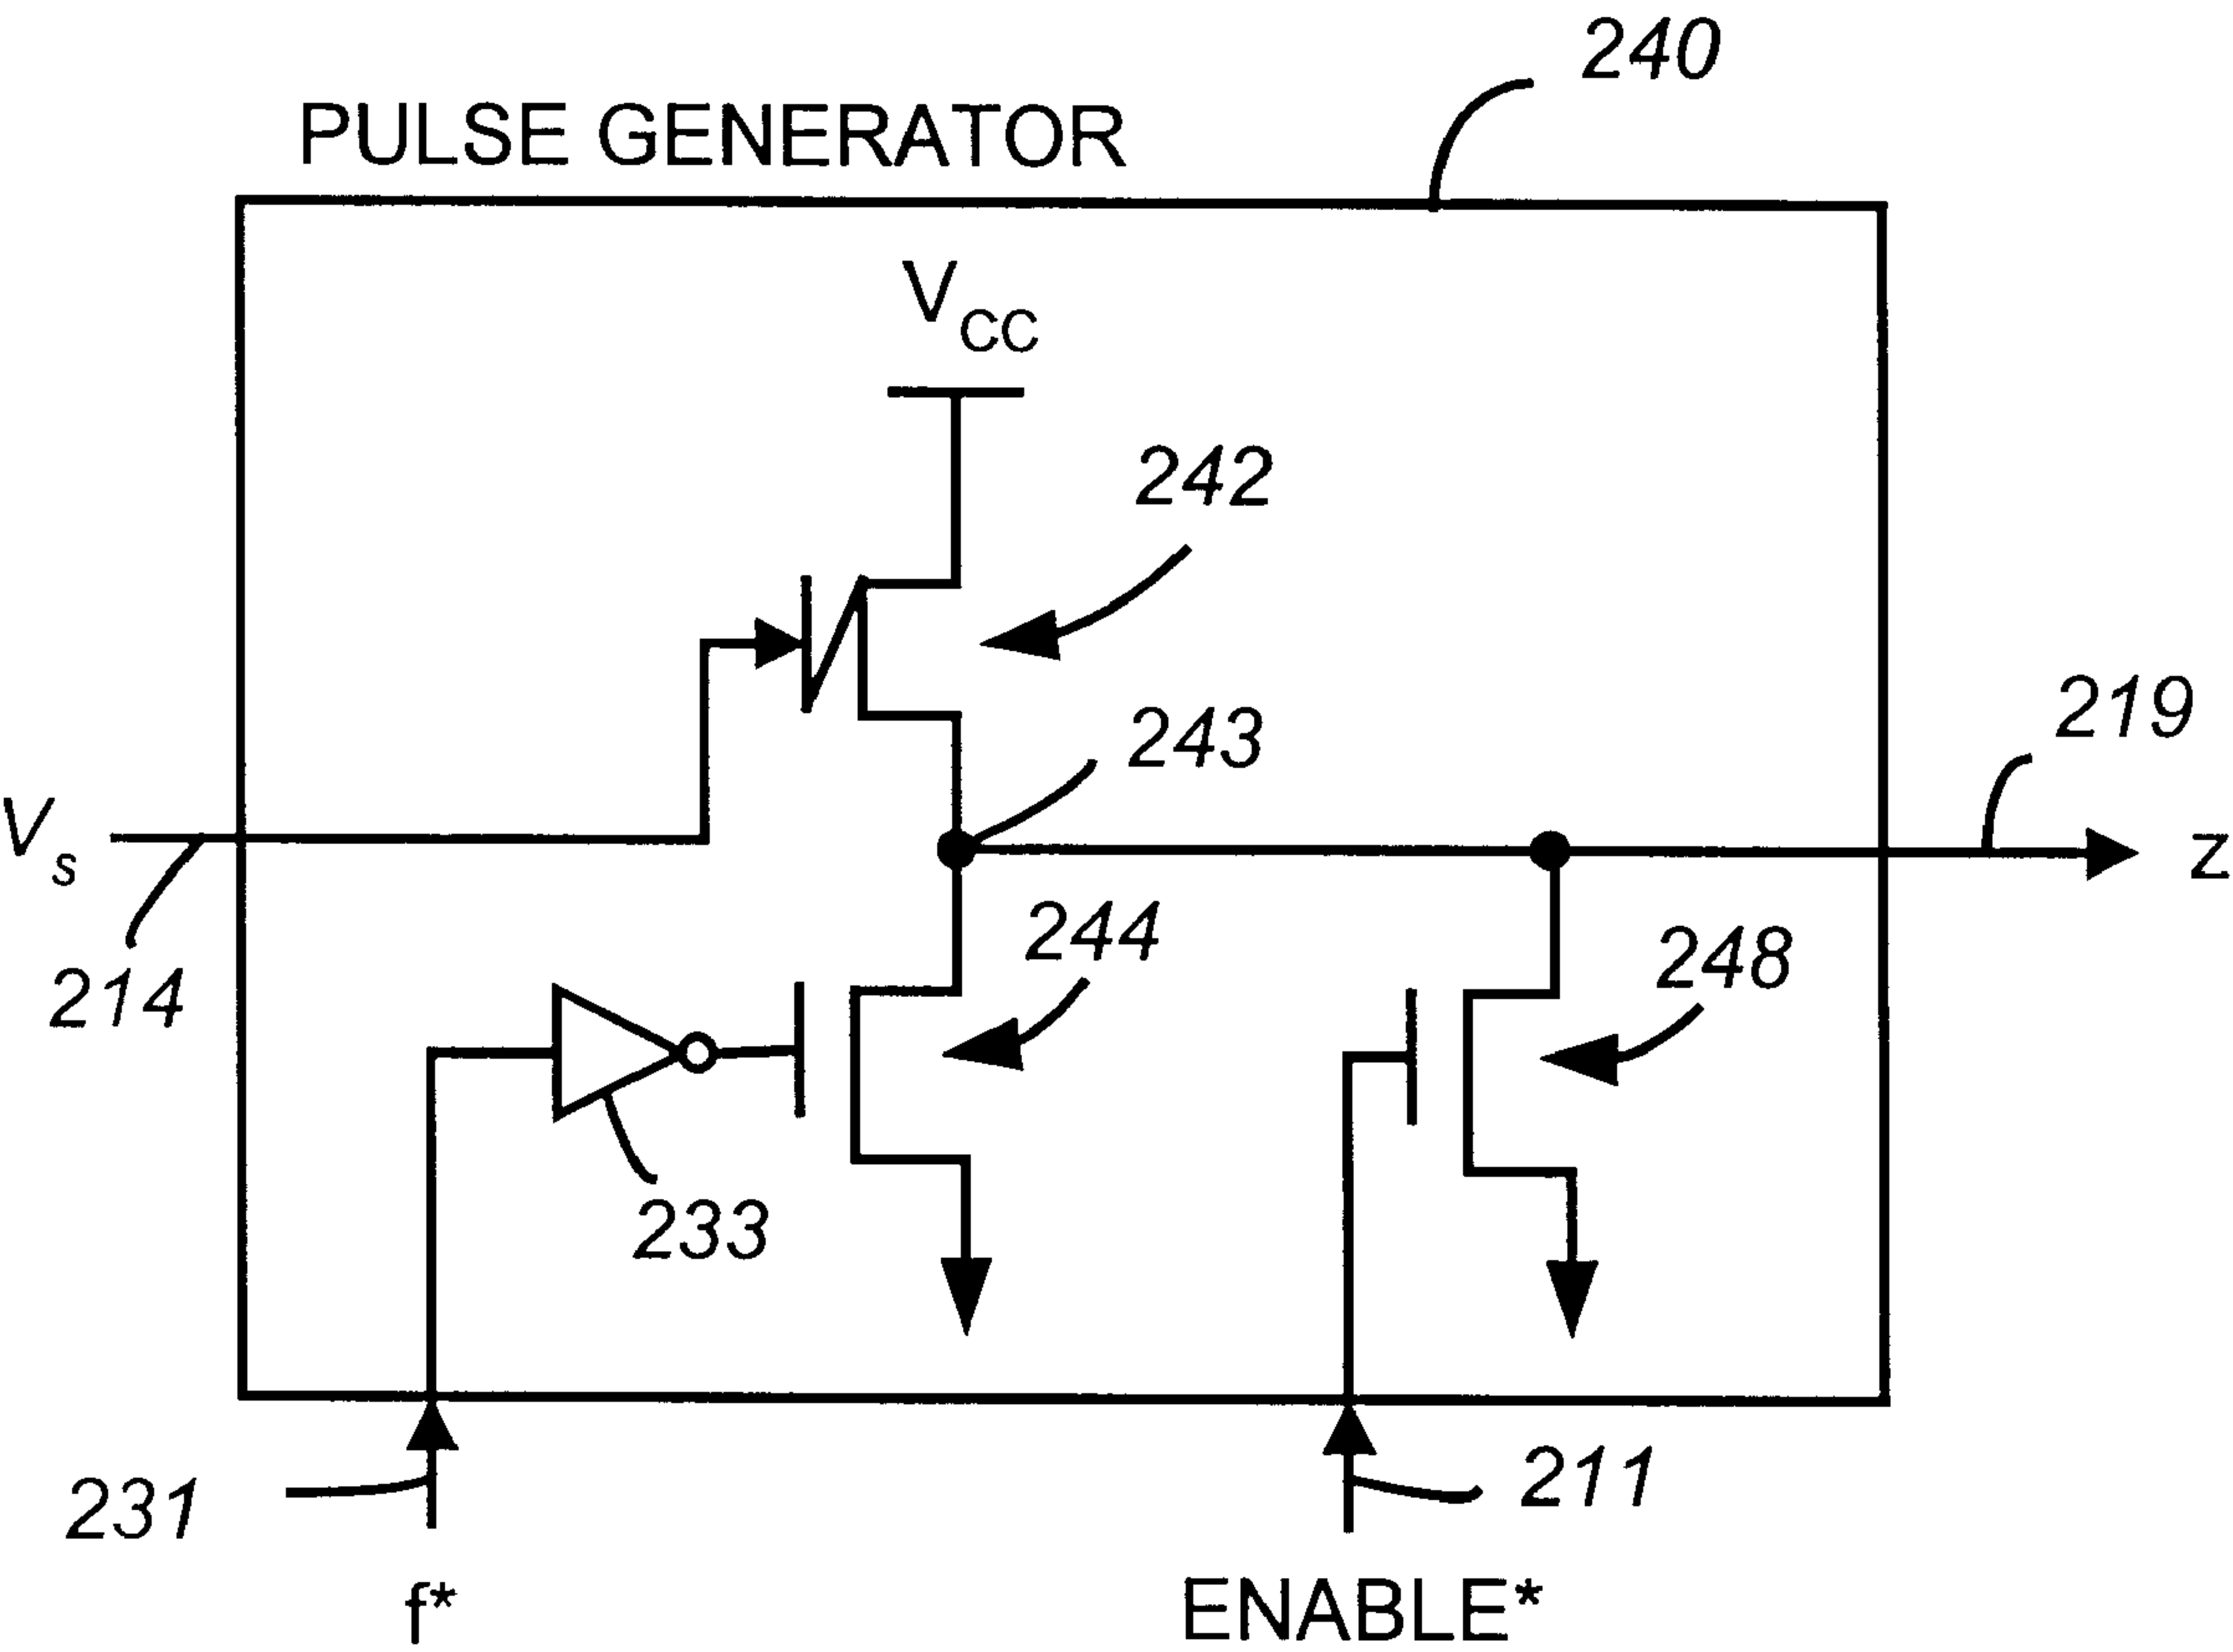 240
PULSE GENERATOR
VCC
242
243
219
Vs
z
214
244
248
233
231
211
f*
ENABLE*